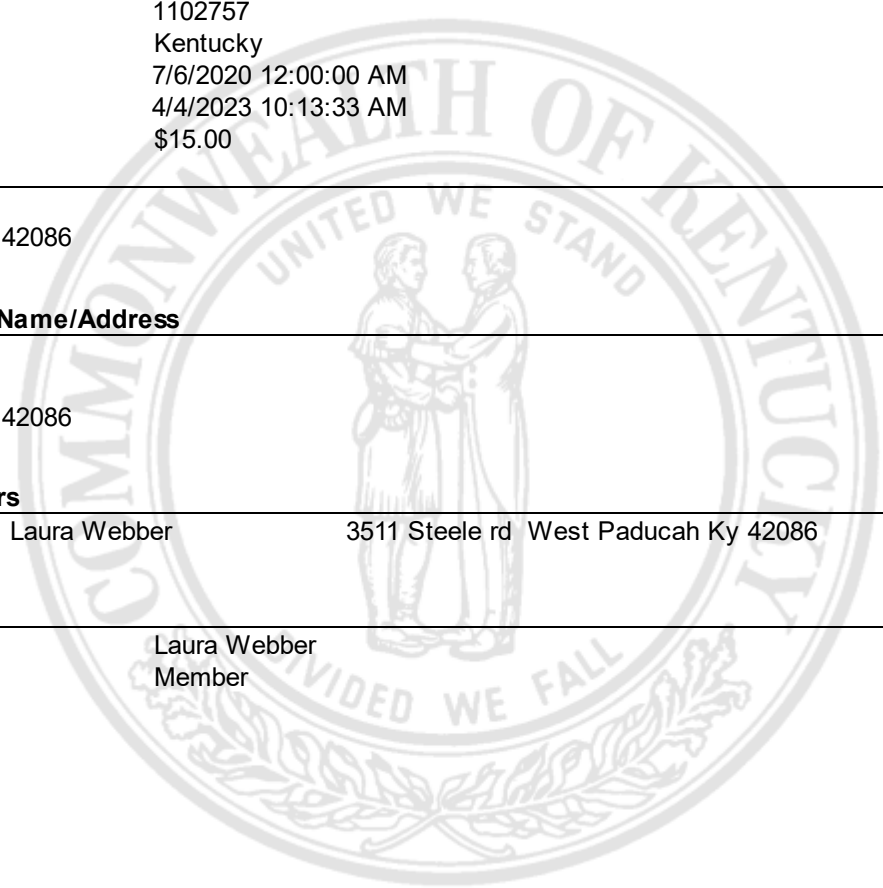 1102757
Kentucky
7/6/2020 12:00:00 AM
4/4/2023 10:13:33 AM
$15.00
42086
Name/Address
42086
rs
Laura Webber 3511 Steele rd West Paducah Ky 42086
Laura Webber
Member
COMMONWEALTH OF KENTUCKY
UNITED WE STAND
DIVIDED WE FALL